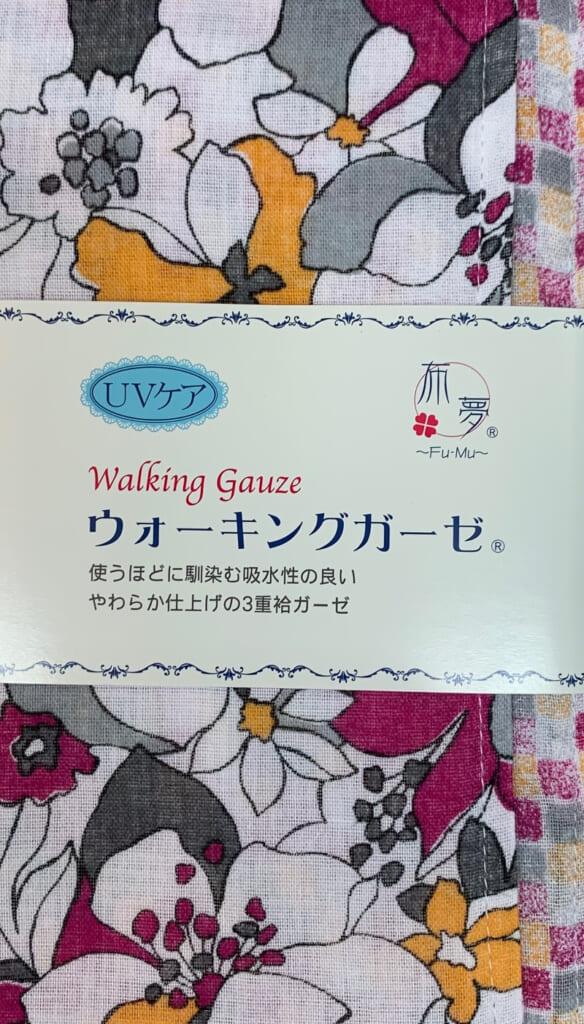 UVケア
布夢®
～Fu-Mu～
Walking Gauze
ウォーキングガーゼ®
使うほどに馴染む吸水性の良い
やわらか仕上げの3重袷ガーゼ